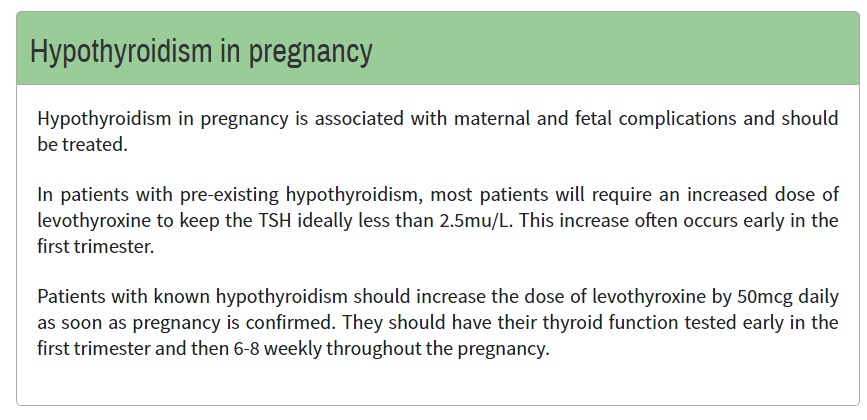 Hypothyroidism in pregnancy
Hypothyroidism in pregnancy is associated with maternal and fetal complications and should
be treated.
In patients with pre-existing hypothyroidism, most patients will require an increased dose of
levothyroxine to keep the TSH ideally less than 2.5mu/L. This increase often occurs early in the
first trimester.
Patients with known hypothyroidism should increase the dose of levothyroxine by 50mcg daily
as soon as pregnancy is confirmed. They should have their thyroid function tested early in the
first trimester and then 6-8 weekly throughout the pregnancy.